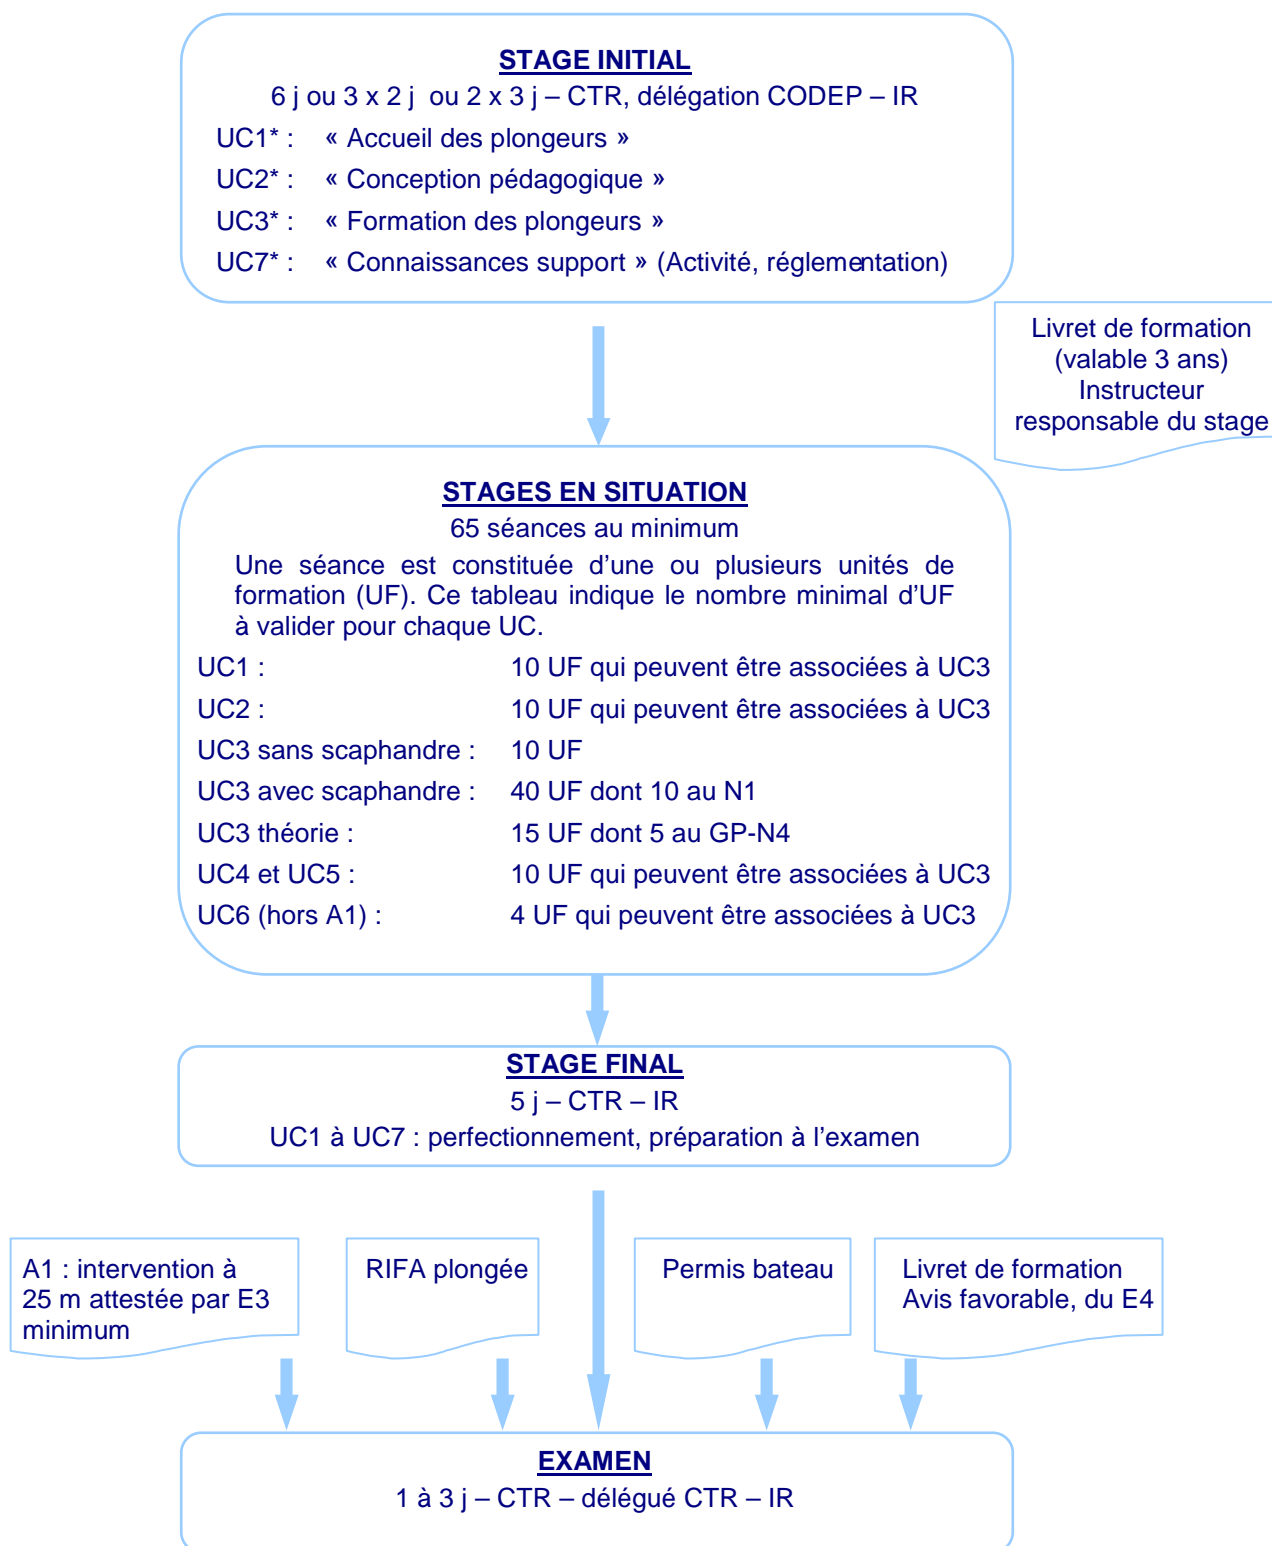 STAGE INITIAL
6 j ou 3 x 2 j ou 2 x 3 j – CTR, délégation CODEP – IR
UC1* : « Accueil des plongeurs »
UC2* : « Conception pédagogique »
UC3* : « Formation des plongeurs »
UC7* : « Connaissances support » (Activité, réglementation)
Livret de formation
(valable 3 ans)
Instructeur
responsable du stage
STAGES EN SITUATION
65 séances au minimum
Une séance est constituée d’une ou plusieurs unités de
formation (UF). Ce tableau indique le nombre minimal d’UF
à valider pour chaque UC.
UC1 : 10 UF qui peuvent être associées à UC3
UC2 : 10 UF qui peuvent être associées à UC3
UC3 sans scaphandre : 10 UF
UC3 avec scaphandre : 40 UF dont 10 au N1
UC3 théorie : 15 UF dont 5 au GP-N4
UC4 et UC5 : 10 UF qui peuvent être associées à UC3
UC6 (hors A1) : 4 UF qui peuvent être associées à UC3
STAGE FINAL
5 j – CTR – IR
UC1 à UC7 : perfectionnement, préparation à l’examen
A1 : intervention à
25 m attestée par E3
minimum
RIFA plongée
Permis bateau
Livret de formation
Avis favorable, du E4
EXAMEN
1 à 3 j – CTR – délégué CTR – IR